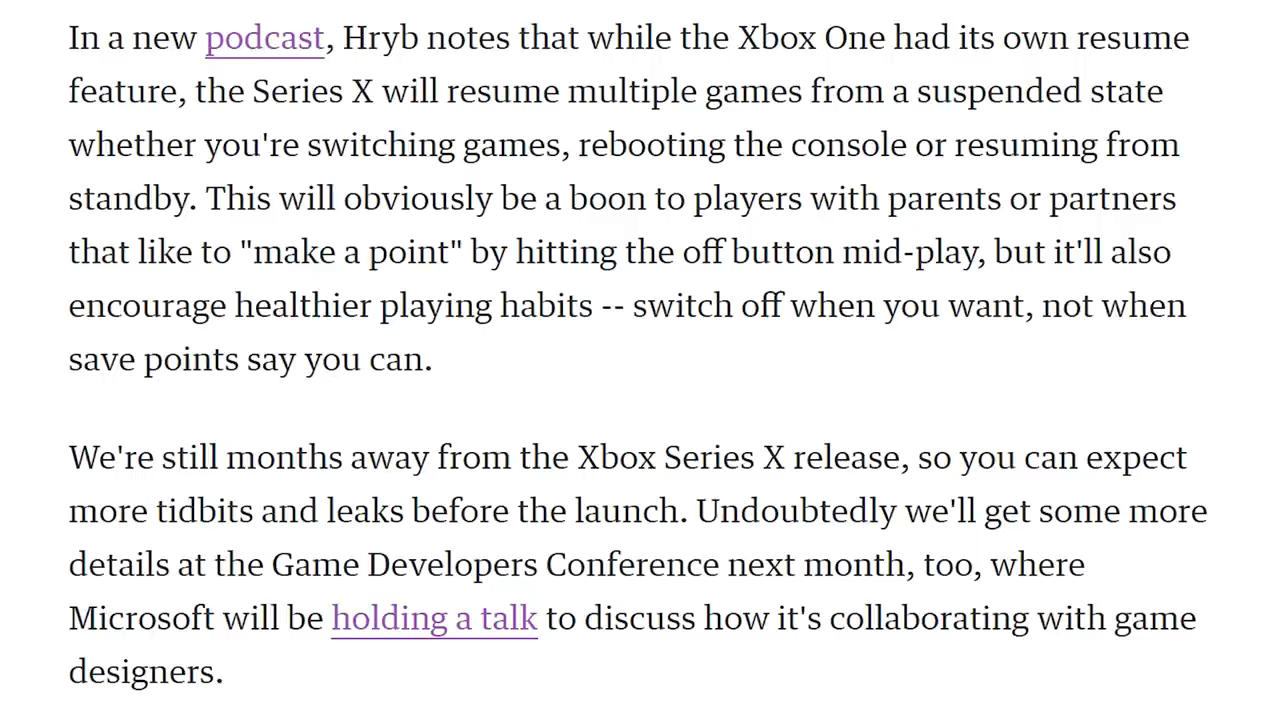 In a new podcast, Hryb notes that while the Xbox One had its own resume
feature, the Series X will resume multiple games from a suspended state
whether you're switching games, rebooting the console or resuming from
standby. This will obviously be a boon to players with parents or partners
that like to "make a point" by hitting the off button mid-play, but it'll also
encourage healthier playing habits -- switch off when you want, not when
save points say you can.
We're still months away from the Xbox Series X release, so you can expect
more tidbits and leaks before the launch. Undoubtedly we'll get some more
details at the Game Developers Conference next month, too, where
Microsoft will be holding a talk to discuss how it's collaborating with game
designers.